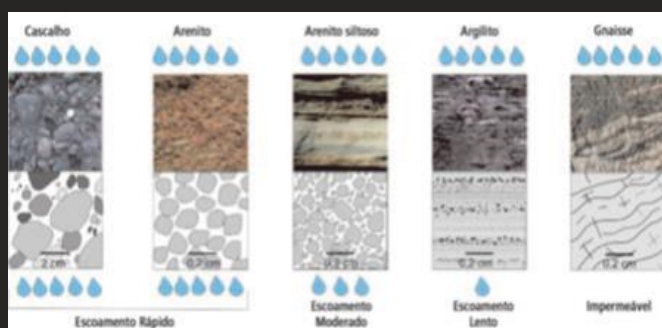 Cascalho
Arenito
Arenito siltoso
Argilito
Gnaisse
2 cm
0,2 cm
0,2 cm
0,2 cm
0,2 cm
Escoamento Rápido
Escoamento
Moderado
Escoamento
Lento
Impermeável